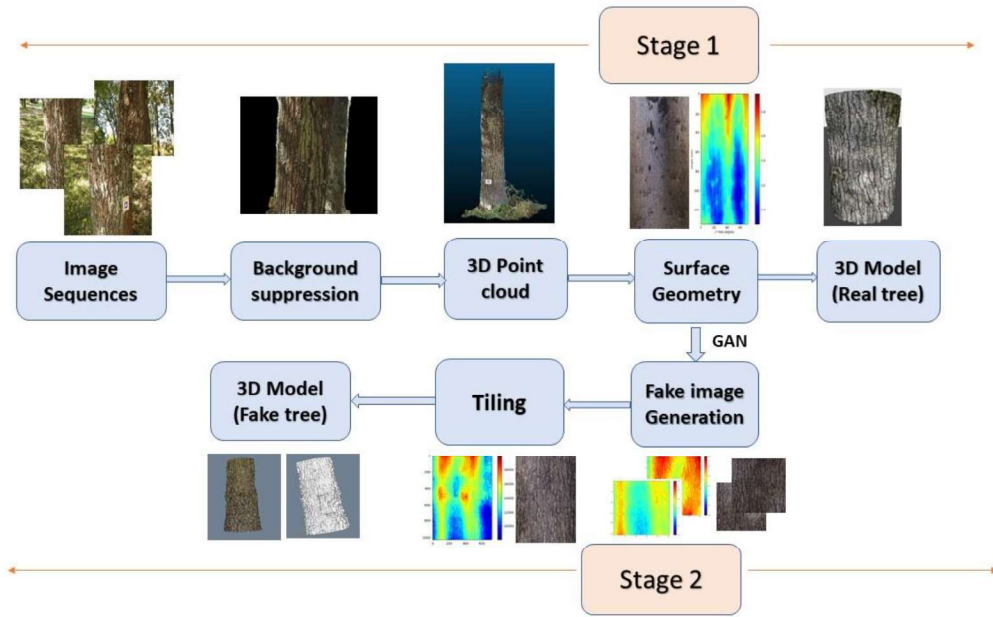 Stage 1
Image
Sequences
Background
suppression
3D Point
cloud
Surface
Geometry
3D Model
(Real tree)
GAN
3D Model
(Fake tree)
Tiling
Fake image
Generation
Stage 2